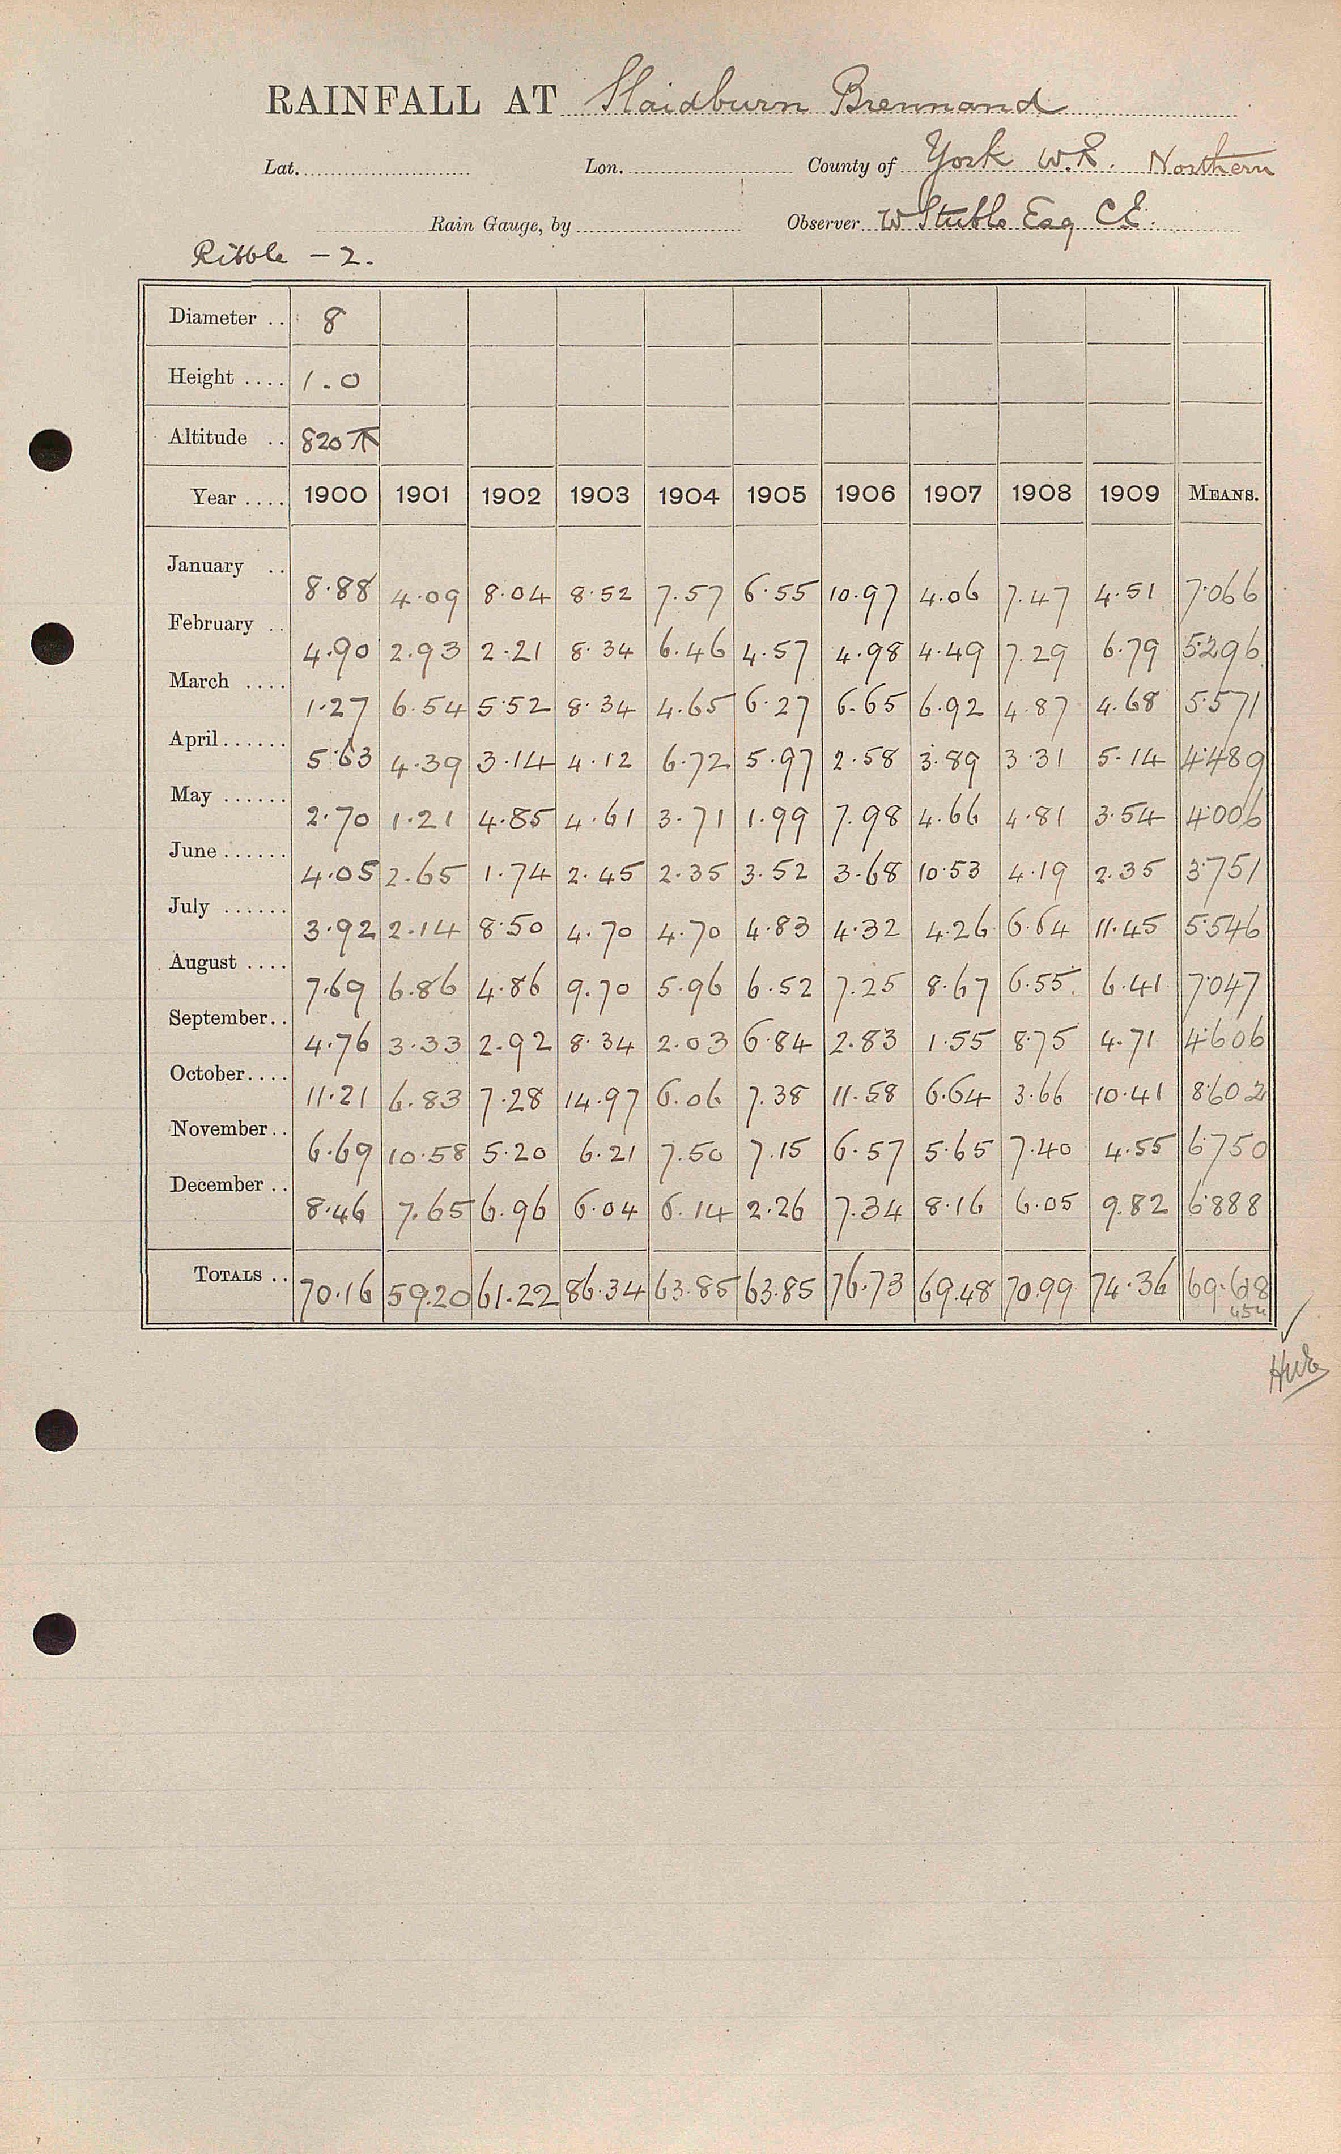 RAINFALL AT Slaidburn Brennand
Lat. Lon. County of York W.R. Northern
Rain Gauge, by Observer W Stubbs Esq C.E.
Ribble - 2.
Diameter .. 8
Height .... 1.0
Altitude .. 820 T
Year .... 1900 1901 1902 1903 1904 1905 1906 1907 1908 1909 MEANS.
January .. 8.88 4.09 8.04 8.52 7.57 6.55 10.97 4.06 7.47 4.51 7.066
February .. 4.90 2.93 2.21 8.34 6.46 4.57 4.98 4.49 7.29 6.79 5.296
March .... 1.27 6.54 5.52 8.34 4.65 6.27 6.65 6.92 4.87 4.68 5.571
April...... 5.63 4.39 3.14 4.12 6.72 5.97 2.58 3.89 3.31 5.14 4.489
May ...... 2.70 1.21 4.85 4.61 3.71 1.99 7.98 4.66 4.81 3.54 4.006
June ...... 4.05 2.65 1.74 2.45 2.35 3.52 3.68 10.53 4.19 2.35 3.751
July ...... 3.92 2.14 8.50 4.70 4.70 4.83 4.32 4.26 6.64 11.45 5.546
August .... 7.69 6.86 4.86 9.70 5.96 6.52 7.25 8.67 6.55 6.41 7.047
September.. 4.76 3.33 2.92 8.34 2.03 6.84 2.83 1.55 8.75 4.71 4.606
October.... 11.21 6.83 7.28 14.97 6.06 7.38 11.58 6.64 3.66 10.41 8.602
November.. 6.69 10.58 5.20 6.21 7.50 7.15 6.57 5.65 7.40 4.55 6.750
December .. 8.46 7.65 6.96 6.04 6.14 2.26 7.34 8.16 6.05 9.82 6.888
TOTALS .. 70.16 59.20 61.22 86.34 63.85 63.85 76.73 69.48 70.99 74.36 69.618